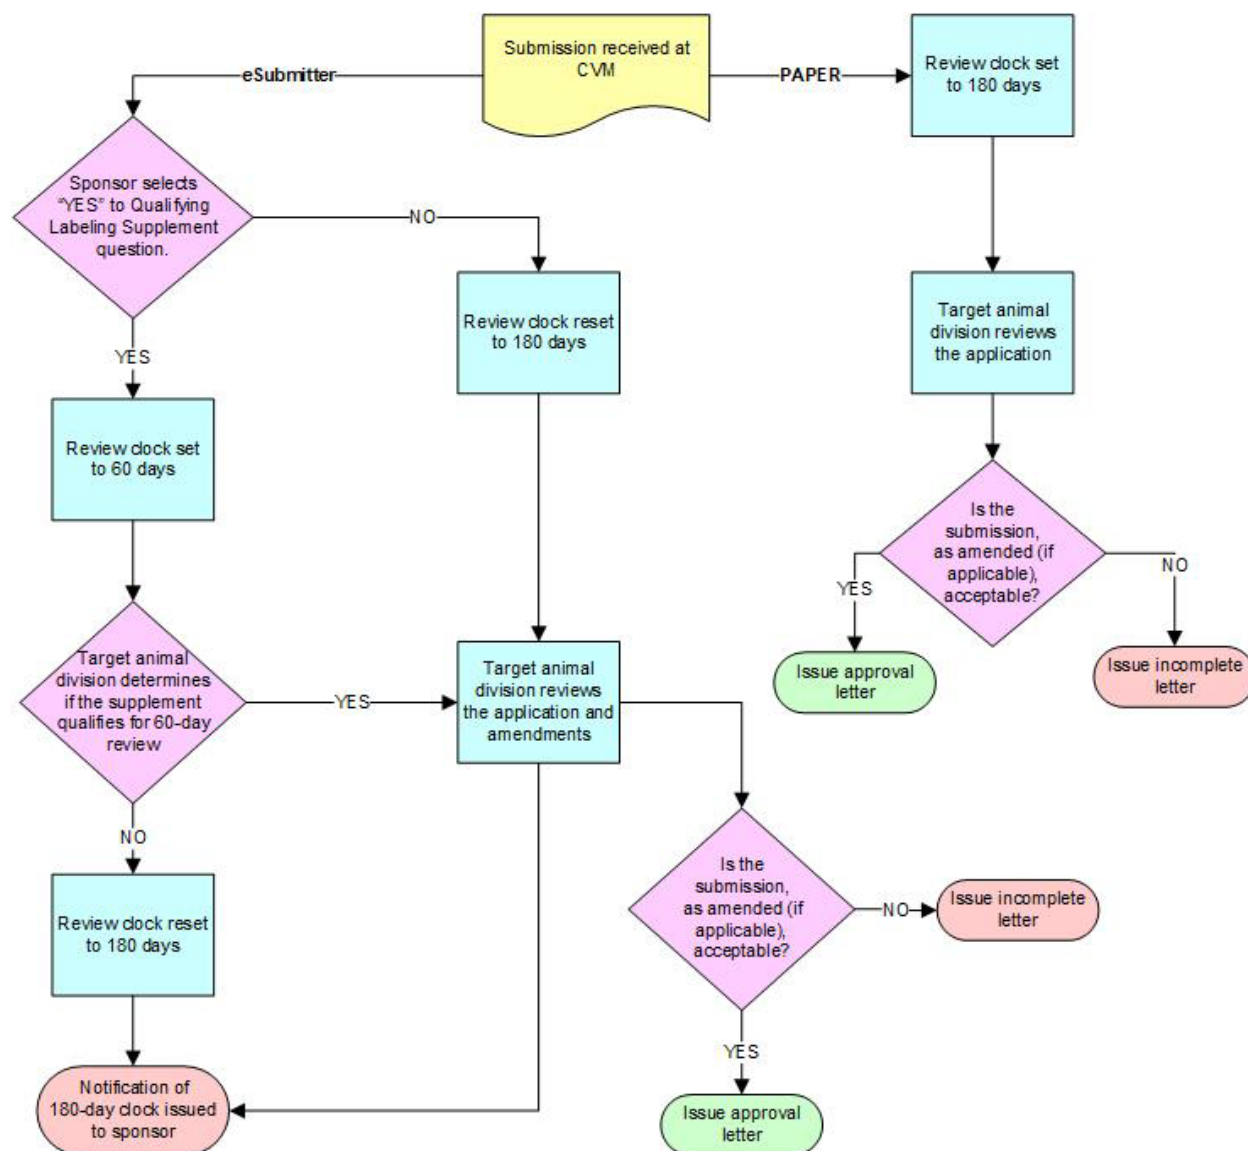 Submission received at
CVM
eSubmitter
PAPER
Review clock set
to 180 days
Sponsor selects
“YES” to Qualifying
Labeling Supplement
question.
NO
Review clock reset
to 180 days
Target animal
division reviews
the application
YES
Review clock set
to 60 days
Is the
submission,
as amended (if
applicable),
acceptable?
YES
NO
Issue approval
letter
Issue incomplete
letter
Target animal
division determines
if the supplement
qualifies for 60-day
review
YES
Target animal
division reviews
the application and
amendments
NO
Review clock reset
to 180 days
Is the
submission,
as amended (if
applicable),
acceptable?
NO
Issue incomplete
letter
YES
Notification of
180-day clock issued
to sponsor
Issue approval
letter